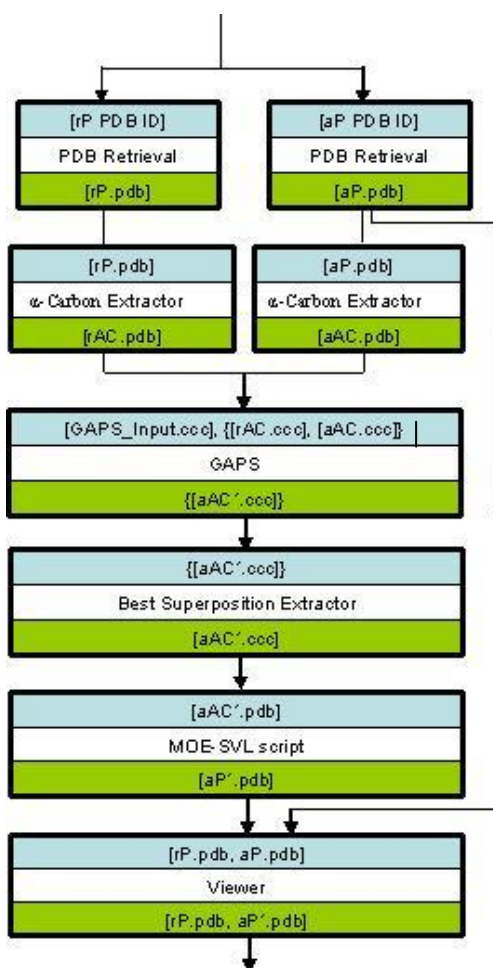 [rP PDB ID]
PDB Retrieval
[rP.pdb]
[aP PDB ID]
PDB Retrieval
[aP.pdb]
[rP.pdb]
α-Carbon Extractor
[rAC.pdb]
[aP.pdb]
α-Carbon Extractor
[aAC.pdb]
[GAPS_Input.ccc], {[rAC.ccc], [aAC.ccc]}
GAPS
{[aAC´.ccc]}
{[aAC´.ccc]}
Best Superposition Extractor
[aAC´.ccc]
[aAC´.pdb]
MOE-SVL script
[aP´.pdb]
[rP.pdb, aP.pdb]
Viewer
[rP.pdb, aP´.pdb]